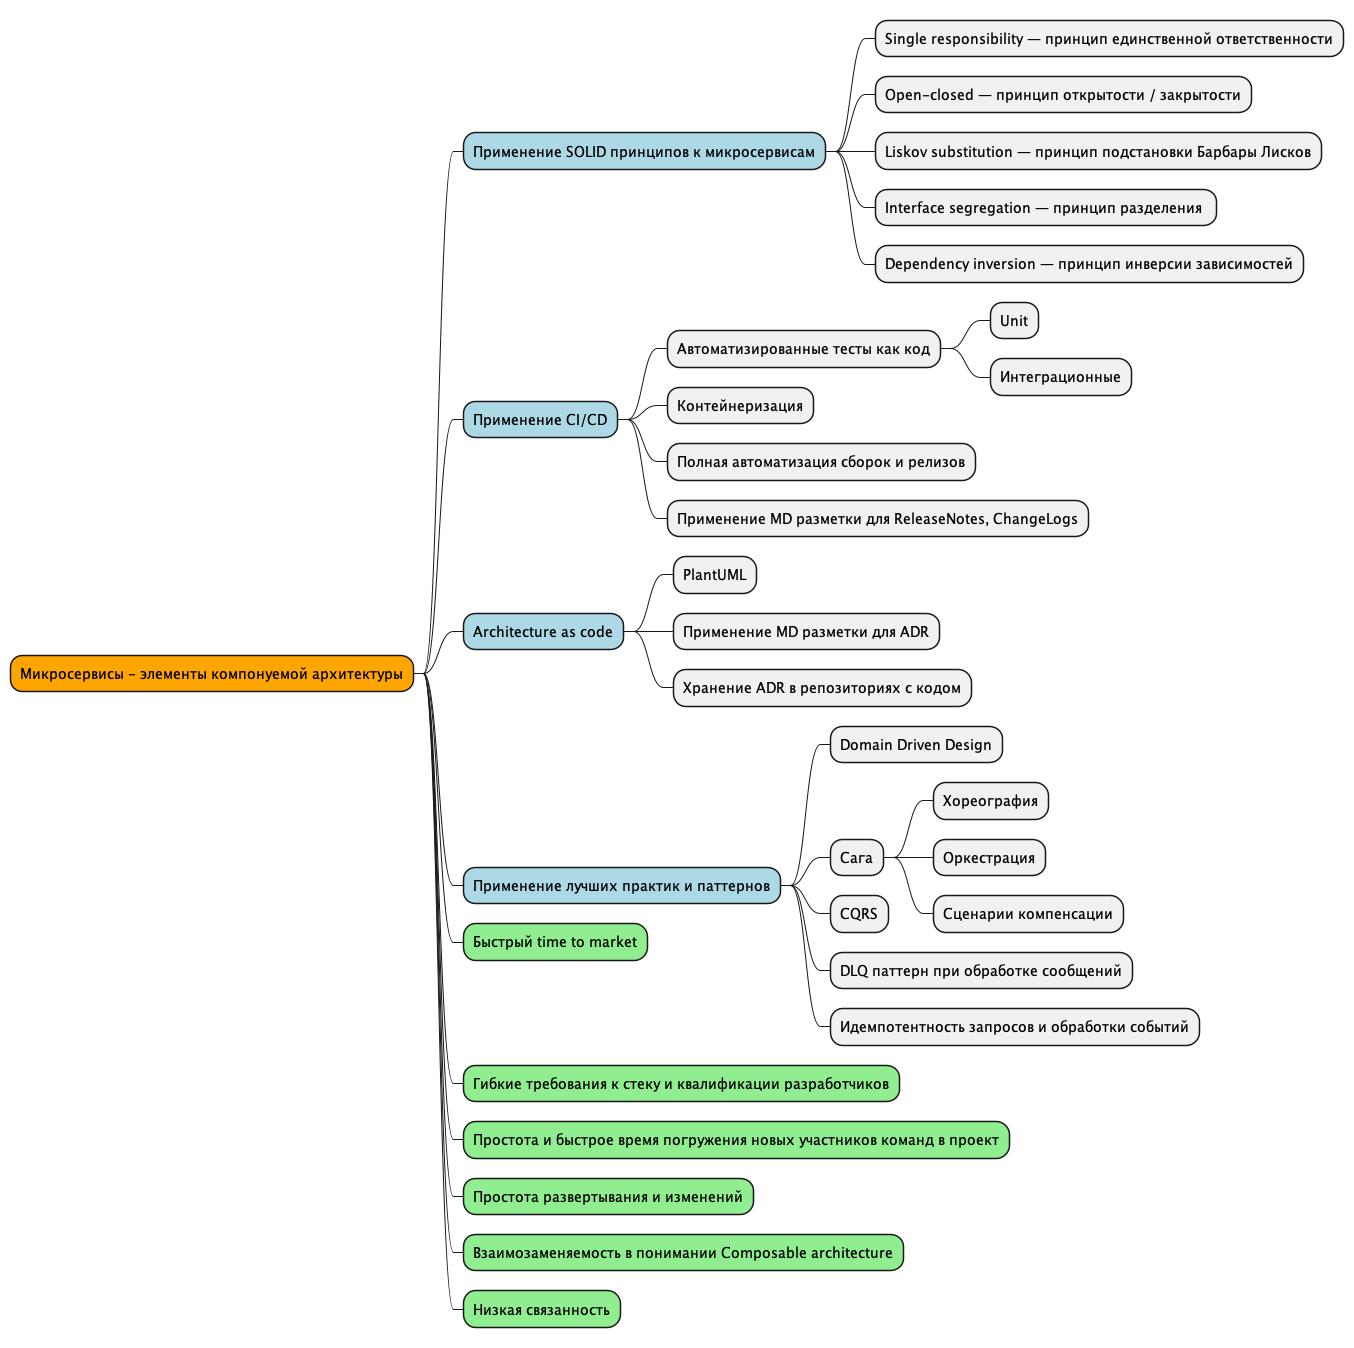 Микросервисы - элементы компонуемой архитектуры
Применение SOLID принципов к микросервисам
Single responsibility — принцип единственной ответственности
Open-closed — принцип открытости / закрытости
Liskov substitution — принцип подстановки Барбары Лисков
Interface segregation — принцип разделения
Dependency inversion — принцип инверсии зависимостей
Применение CI/CD
Автоматизированные тесты как код
Unit
Интеграционные
Контейнеризация
Полная автоматизация сборок и релизов
Применение MD разметки для ReleaseNotes, ChangeLogs
Architecture as code
PlantUML
Применение MD разметки для ADR
Хранение ADR в репозиториях с кодом
Применение лучших практик и паттернов
Domain Driven Design
Сага
Хореография
Оркестрация
Сценарии компенсации
CQRS
DLQ паттерн при обработке сообщений
Идемпотентность запросов и обработки событий
Быстрый time to market
Гибкие требования к стеку и квалификации разработчиков
Простота и быстрое время погружения новых участников команд в проект
Простота развертывания и изменений
Взаимозаменяемость в понимании Composable architecture
Низкая связанность